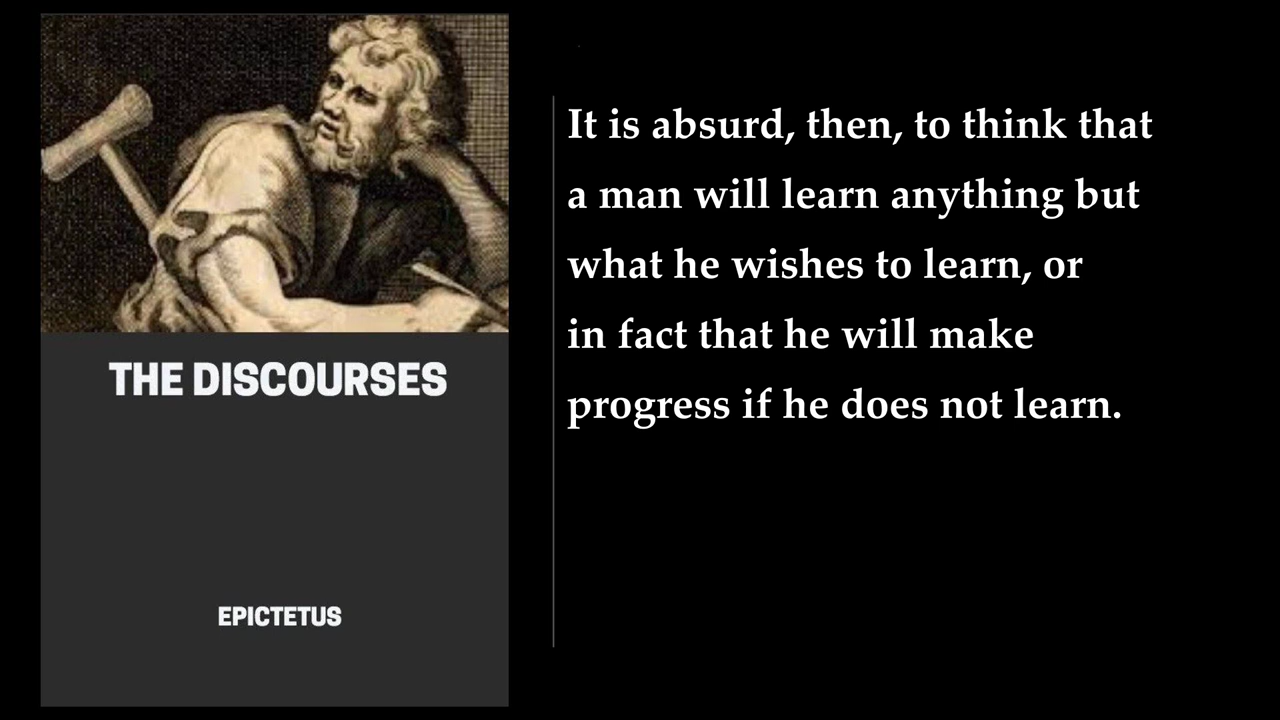 THE DISCOURSES
EPICTETUS
It is absurd, then, to think that
a man will learn anything but
what he wishes to learn, or
in fact that he will make
progress if he does not learn.